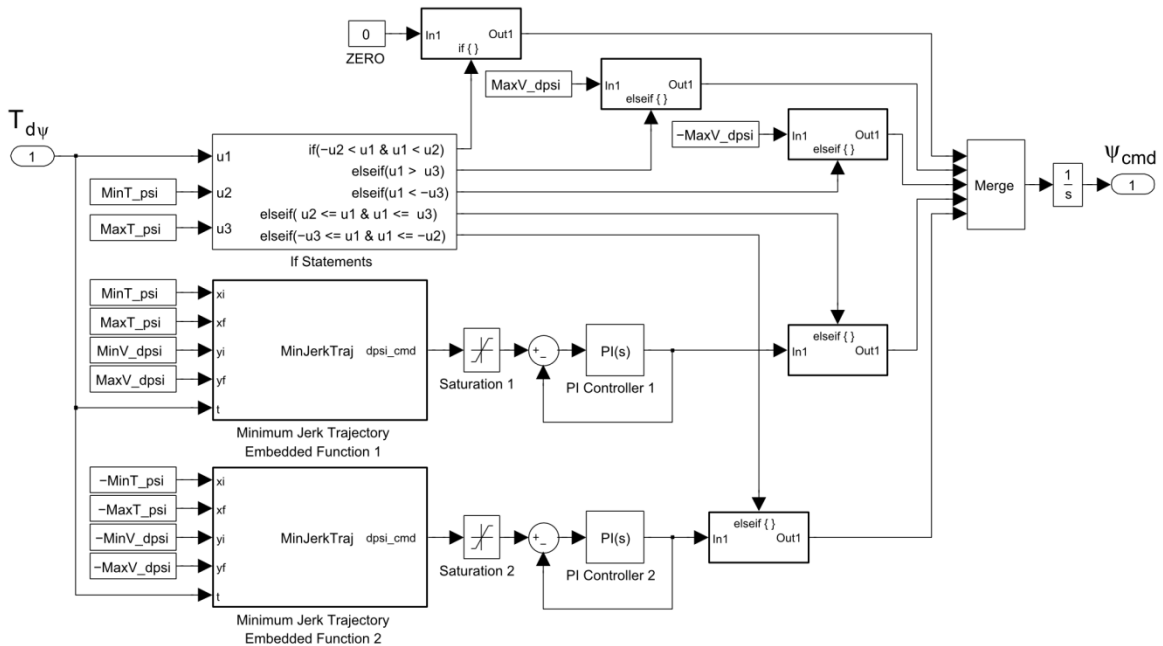 0
ZERO
In1
Out1
if { }
MaxV_dpsi
In1
Out1
elseif { }
−MaxV_dpsi
In1
Out1
elseif { }
T dψ
1
MinT_psi
MaxT_psi
u1
u2
u3
if(−u2 < u1 & u1 < u2)
elseif(u1 > u3)
elseif(u1 < −u3)
elseif( u2 <= u1 & u1 <= u3)
elseif(−u3 <= u1 & u1 <= −u2)
If Statements
Merge
1
s
ψcmd
1
MinT_psi
MaxT_psi
MinV_dpsi
MaxV_dpsi
xi
xf
yi
yf
t
MinJerkTraj
dpsi_cmd
Minimum Jerk Trajectory
Embedded Function 1
Saturation 1
+
−
PI(s)
PI Controller 1
elseif { }
In1
Out1
−MinT_psi
−MaxT_psi
−MinV_dpsi
−MaxV_dpsi
xi
xf
yi
yf
t
MinJerkTraj
dpsi_cmd
Minimum Jerk Trajectory
Embedded Function 2
Saturation 2
+
−
PI(s)
PI Controller 2
elseif { }
In1
Out1